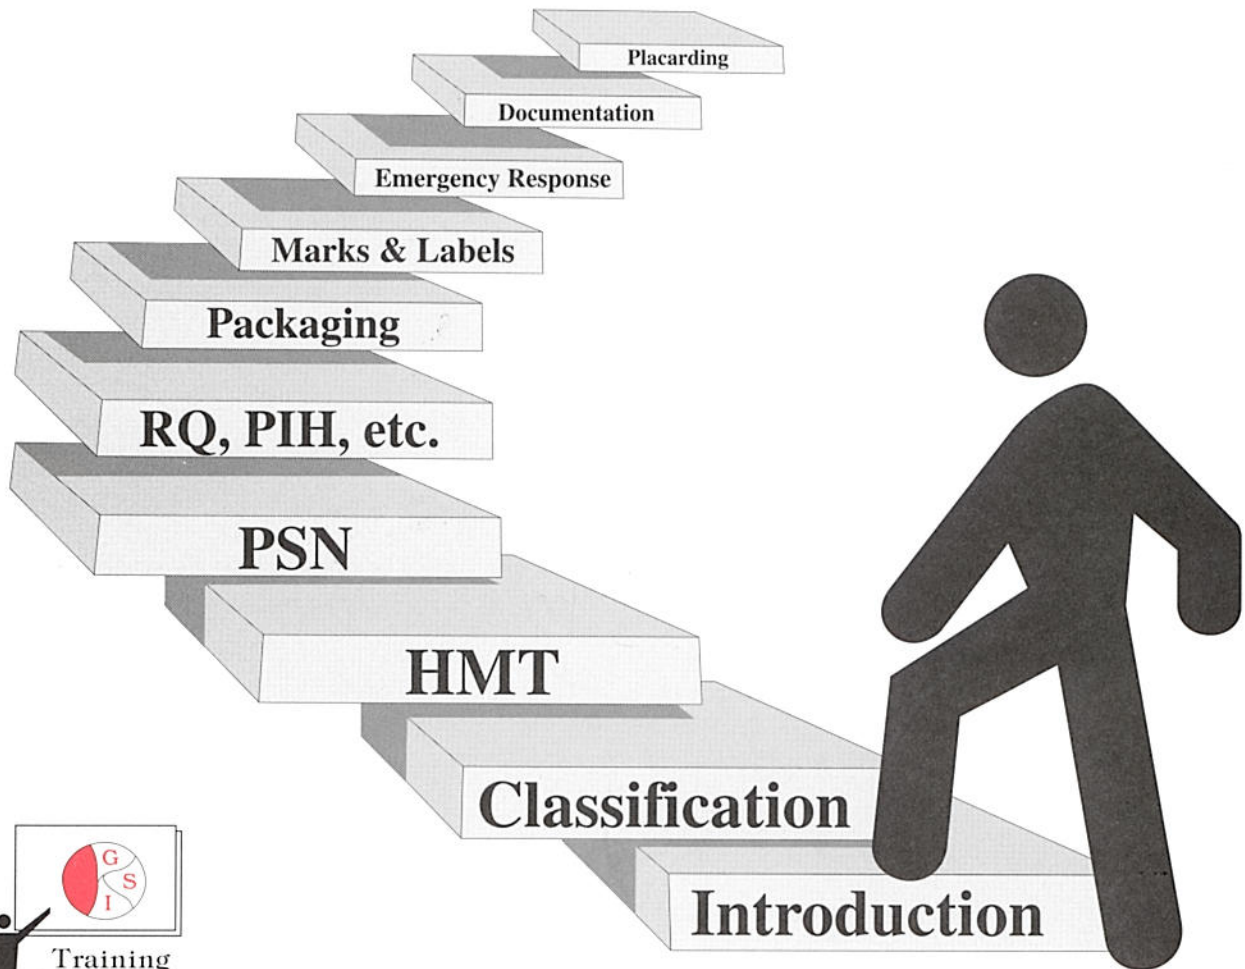 Placarding
Documentation
Emergency Response
Marks & Labels
Packaging
RQ, PIH, etc.
PSN
HMT
Classification
Introduction
G
S
I
Training